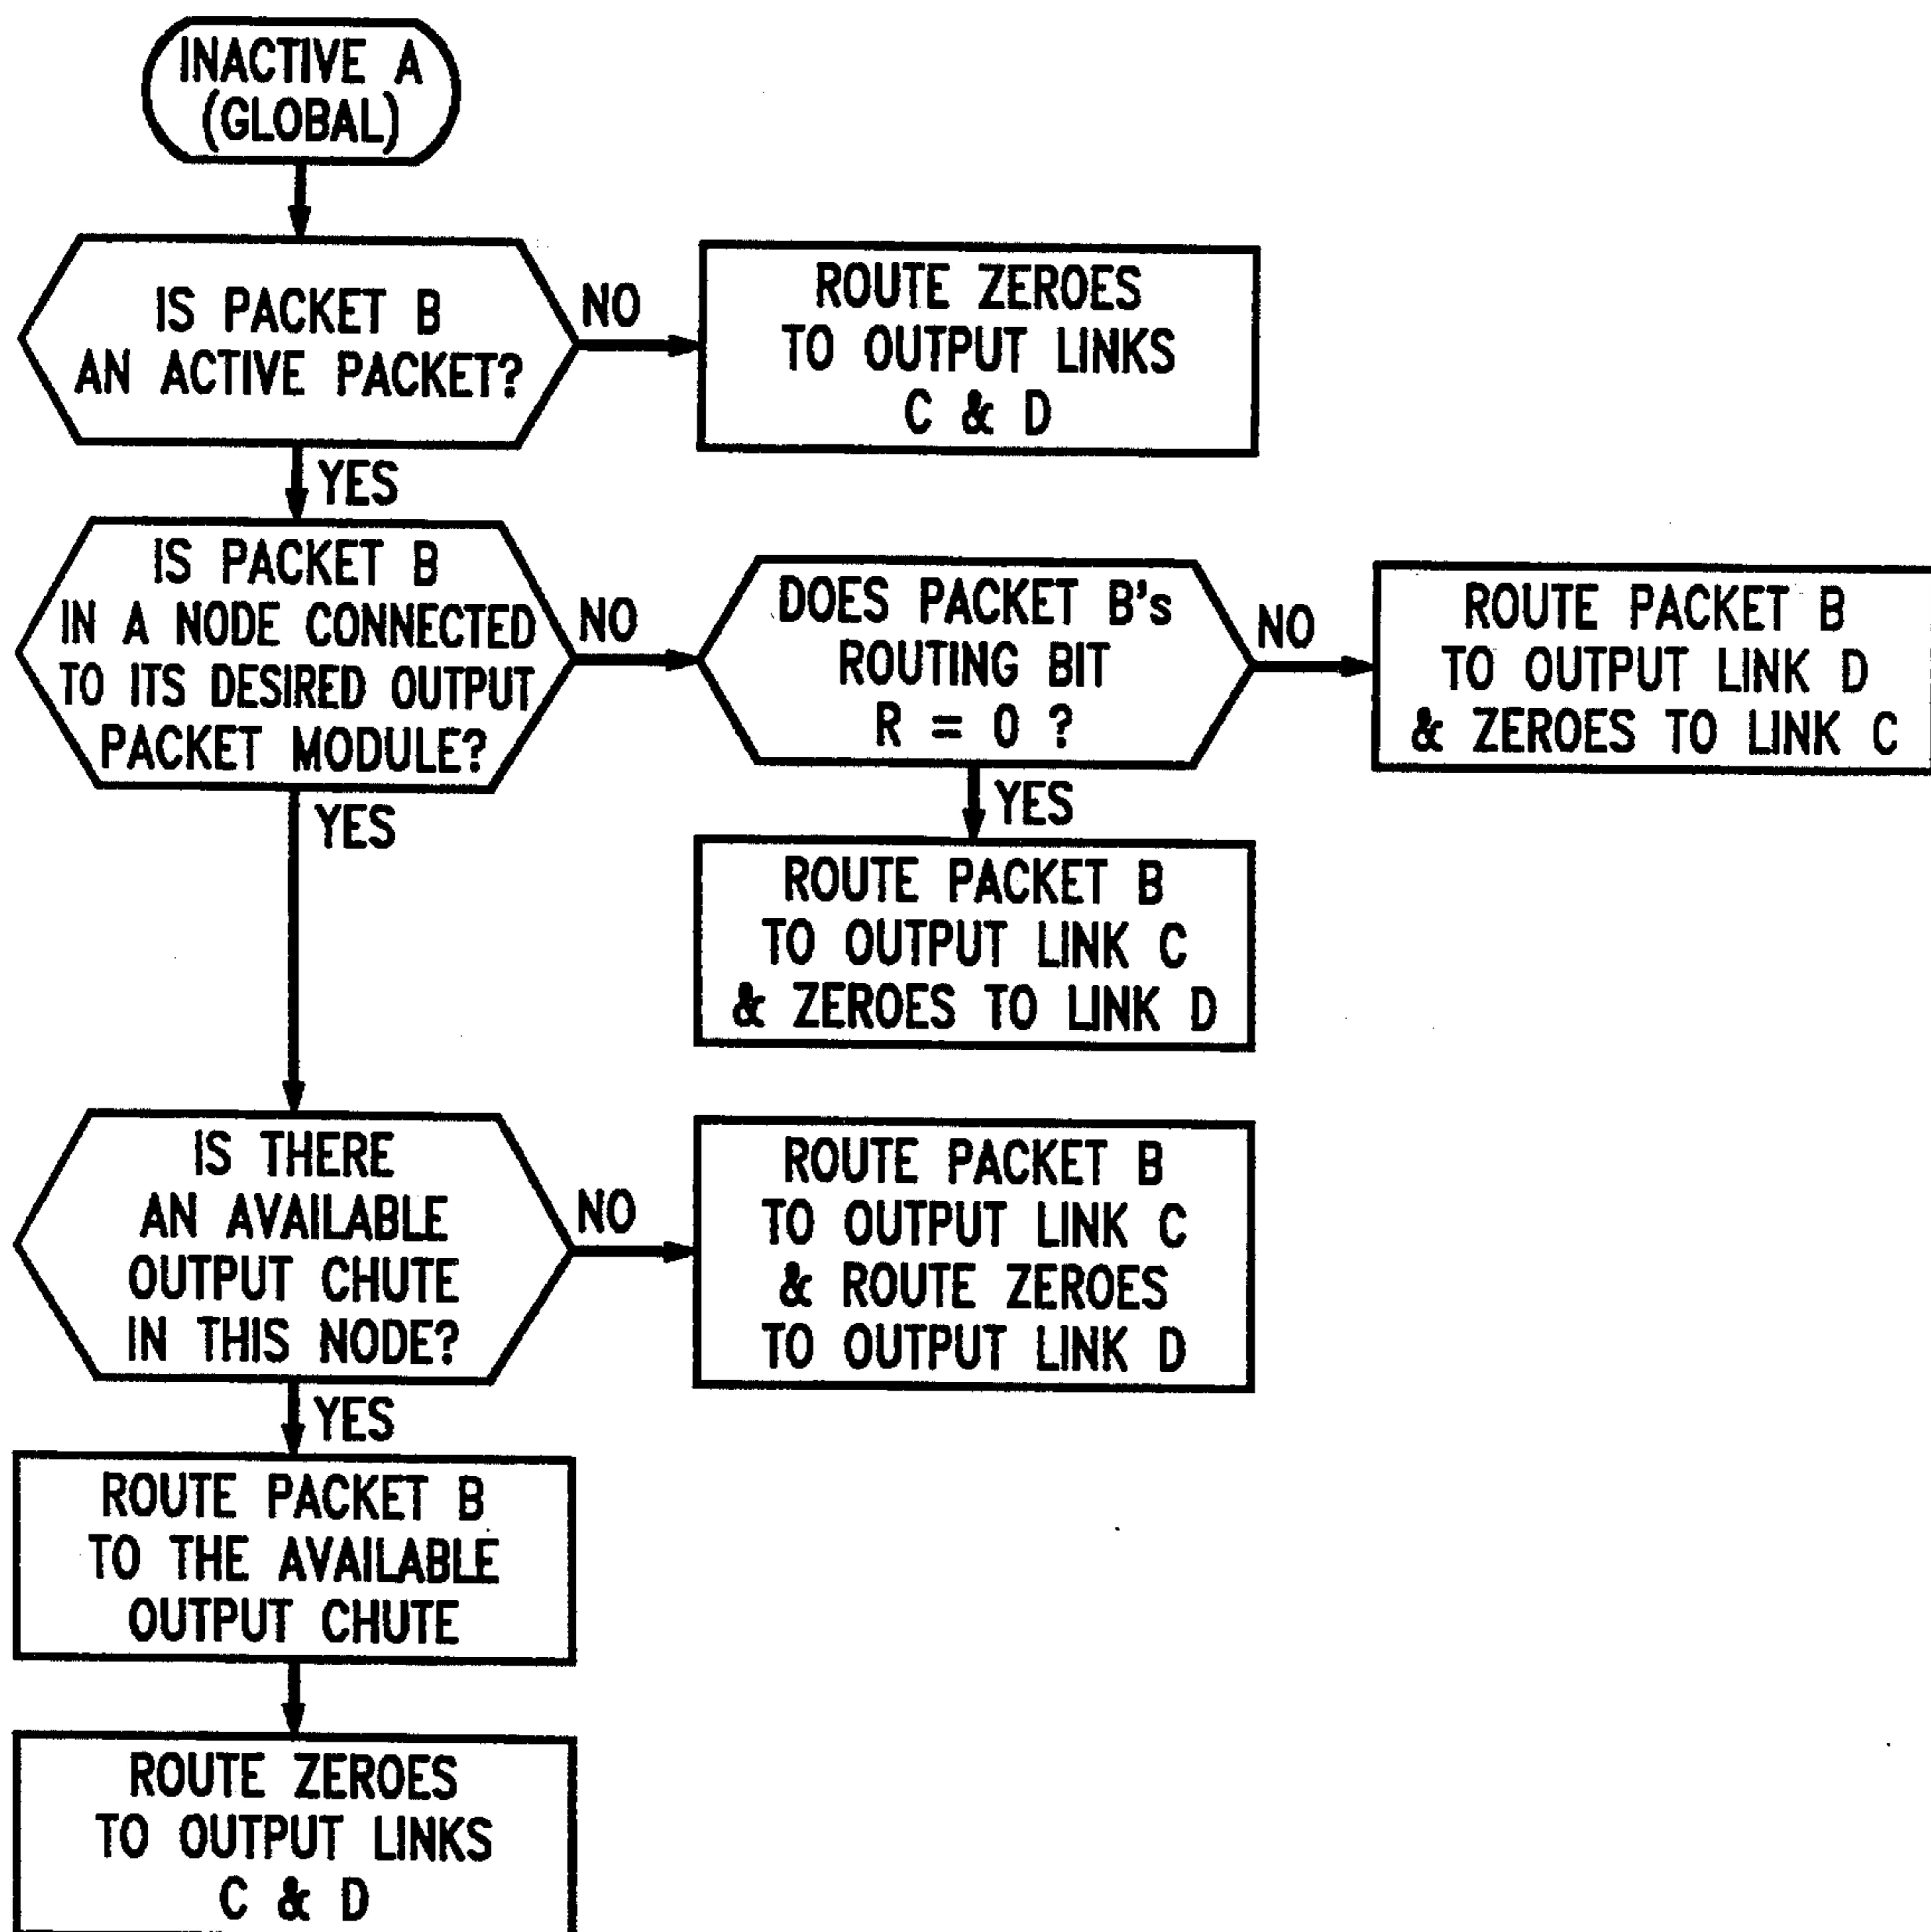 INACTIVE A
(GLOBAL)
IS PACKET B
AN ACTIVE PACKET?
NO
ROUTE ZEROES
TO OUTPUT LINKS
C & D
YES
IS PACKET B
IN A NODE CONNECTED
TO ITS DESIRED OUTPUT
PACKET MODULE?
NO
DOES PACKET B's
ROUTING BIT
R = 0 ?
NO
ROUTE PACKET B
TO OUTPUT LINK D
& ZEROES TO LINK C
YES
ROUTE PACKET B
TO OUTPUT LINK C
& ZEROES TO LINK D
YES
IS THERE
AN AVAILABLE
OUTPUT CHUTE
IN THIS NODE?
NO
ROUTE PACKET B
TO OUTPUT LINK C
& ROUTE ZEROES
TO OUTPUT LINK D
YES
ROUTE PACKET B
TO THE AVAILABLE
OUTPUT CHUTE
ROUTE ZEROES
TO OUTPUT LINKS
C & D